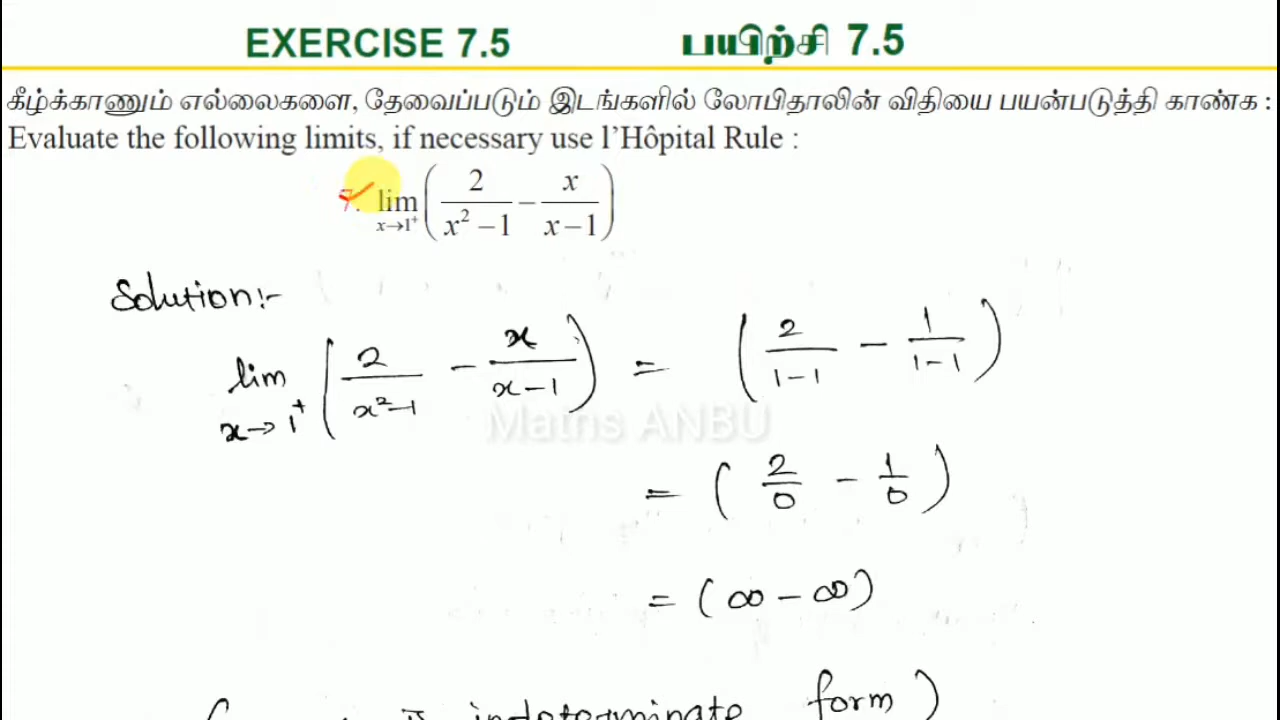 EXERCISE 7.5 பயிற்சி 7.5
கீழ்க்காணும் எல்லைகளை, தேவைப்படும் இடங்களில் லோபிதாலின் விதியை பயன்படுத்தி காண்க :
Evaluate the following limits, if necessary use l’Hôpital Rule :
7. lim x→1⁺ (2/(x² – 1) – x/(x – 1))
Solution:-
lim x→1⁺ (2/(x²-1) - x/(x-1)) = (2/(1-1) - 1/(1-1))
Maths ANBU
= (2/0 - 1/0)
= (∞ - ∞)
indeterminate form)